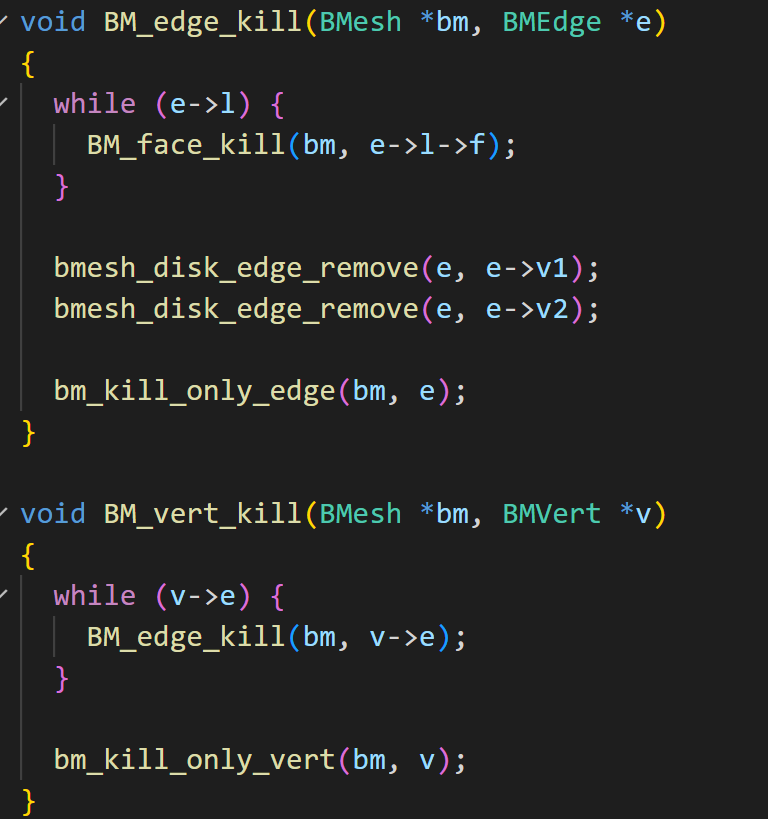 void BM_edge_kill(BMesh *bm, BMEdge *e)
{
  while (e->l) {
    BM_face_kill(bm, e->l->f);
  }

  bmesh_disk_edge_remove(e, e->v1);
  bmesh_disk_edge_remove(e, e->v2);

  bm_kill_only_edge(bm, e);
}

void BM_vert_kill(BMesh *bm, BMVert *v)
{
  while (v->e) {
    BM_edge_kill(bm, v->e);
  }

  bm_kill_only_vert(bm, v);
}